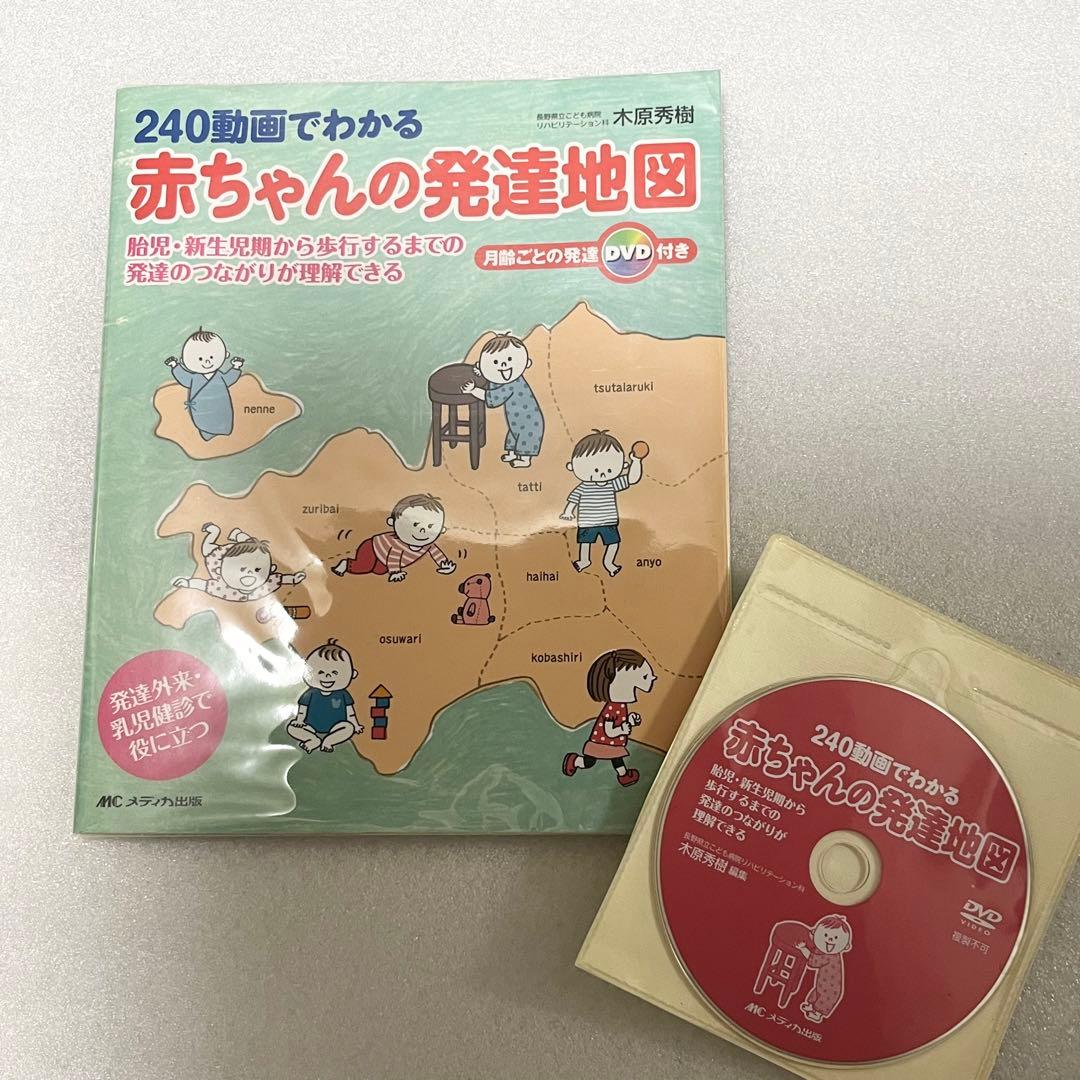 240動画でわかる
長野県立こども病院
リハビリテーション科 木原秀樹
赤ちゃんの発達地図
胎児・新生児期から歩行するまでの
発達のつながりが理解できる
月齢ごとの発達 DVD 付き
nenne
tsutaiaruki
tatti
zuribai
anyo
haihai
osuwari
kobashiri
発達外来・
乳児健診で
役に立つ
MC メディカ出版
240動画でわかる
赤ちゃんの発達地図
胎児・新生児期から
歩行するまでの
発達のつながりが
理解できる
長野県立こども病院リハビリテーション科
木原秀樹 編集
DVD
VIDEO
複製不可
MC メディカ出版